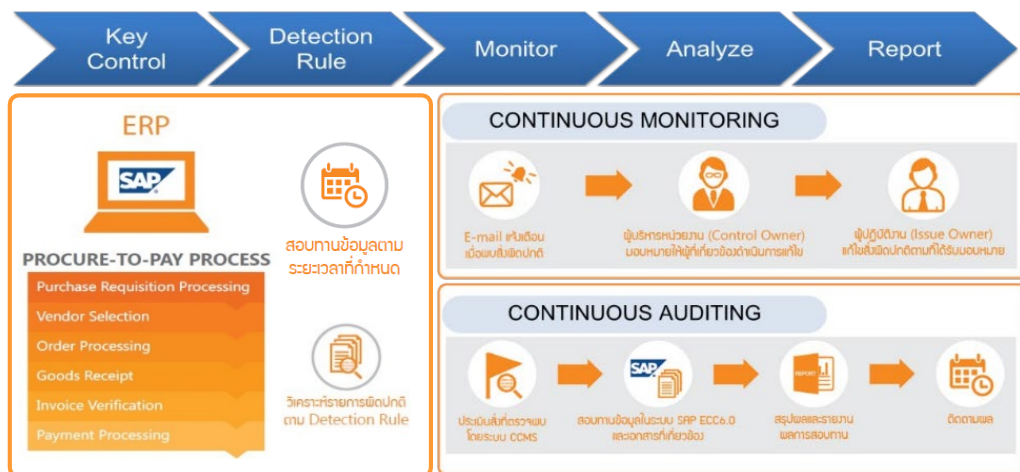 Key
Control
Detection
Rule
Monitor
Analyze
Report
ERP
SAP
สอบทานข้อมูลตาม
ระยะเวลาที่กำหนด
PROCURE-TO-PAY PROCESS
Purchase Requisition Processing
Vendor Selection
Order Processing
Goods Receipt
Invoice Verification
Payment Processing
วิเคราะห์รายการผิดปกติ
ตาม Detection Rule
CONTINUOUS MONITORING
E-mail แจ้งเตือน
เมื่อพบสิ่งผิดปกติ
ผู้บริหารหน่วยงาน (Control Owner)
มอบหมายให้ผู้ที่เกี่ยวข้องดำเนินการแก้ไข
ผู้ปฏิบัติงาน (Issue Owner)
แก้ไขสิ่งผิดปกติตามที่ได้รับมอบหมาย
CONTINUOUS AUDITING
ประเมินสิ่งที่ตรวจพบ
โดยระบบ CCMS
SAP
สอบทานข้อมูลในระบบ SAP ECC6.0
และเอกสารที่เกี่ยวข้อง
REPORT
สรุปผลและรายงาน
ผลการสอบทาน
ติดตามผล